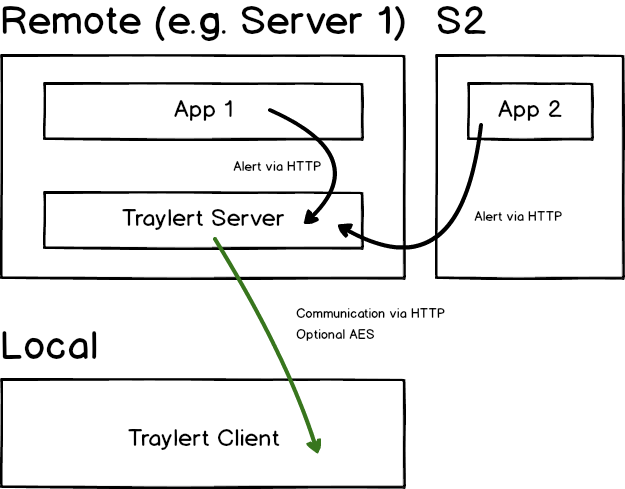 Remote (e.g. Server 1)
S2
App 1
App 2
Alert via HTTP
Traylert Server
Alert via HTTP
Communication via HTTP
Optional AES
Local
Traylert Client